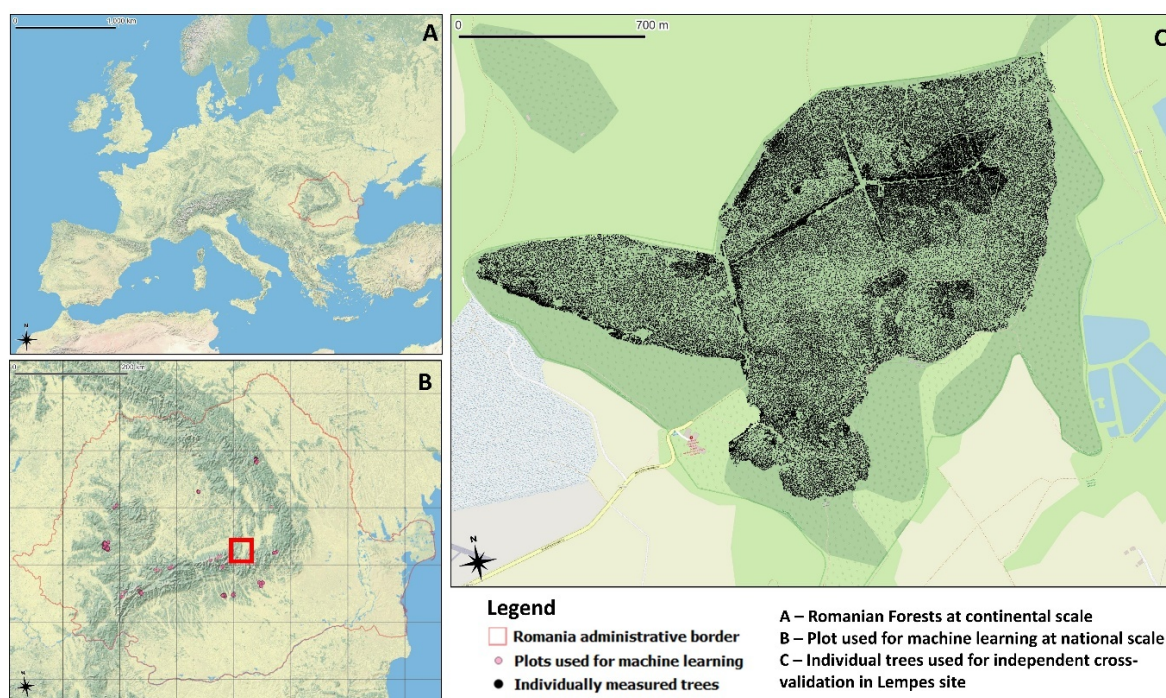 0
1.000 km
A
N
0
200 km
B
N
0
700 m
C
N
Legend
Romania administrative border
Plots used for machine learning
Individually measured trees
A – Romanian Forests at continental scale
B – Plot used for machine learning at national scale
C – Individual trees used for independent cross-
validation in Lempes site